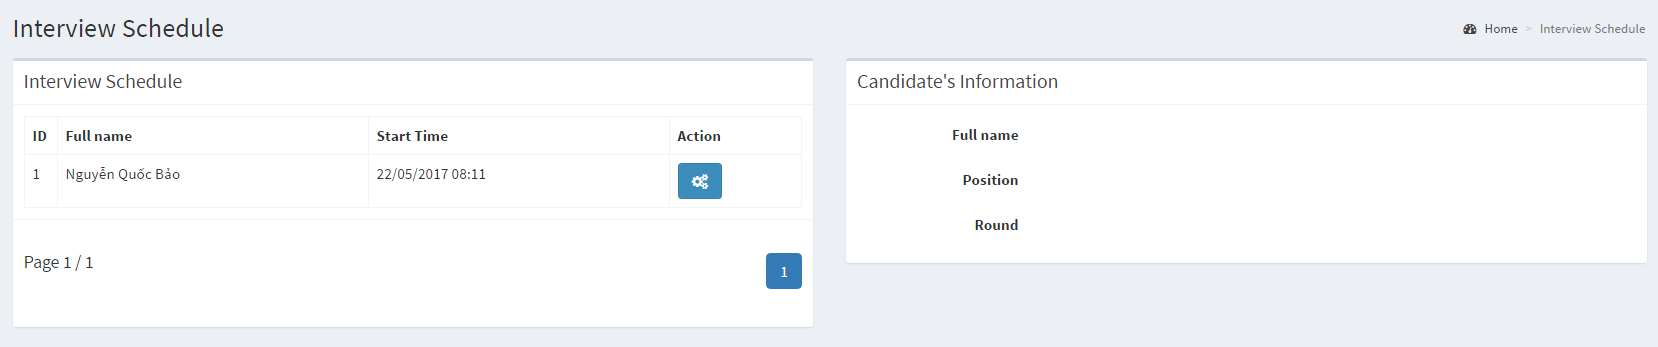 Interview Schedule
Home > Interview Schedule
Interview Schedule
ID Full name Start Time Action
1 Nguyễn Quốc Bảo 22/05/2017 08:11
Page 1 / 1
1
Candidate's Information
Full name
Position
Round